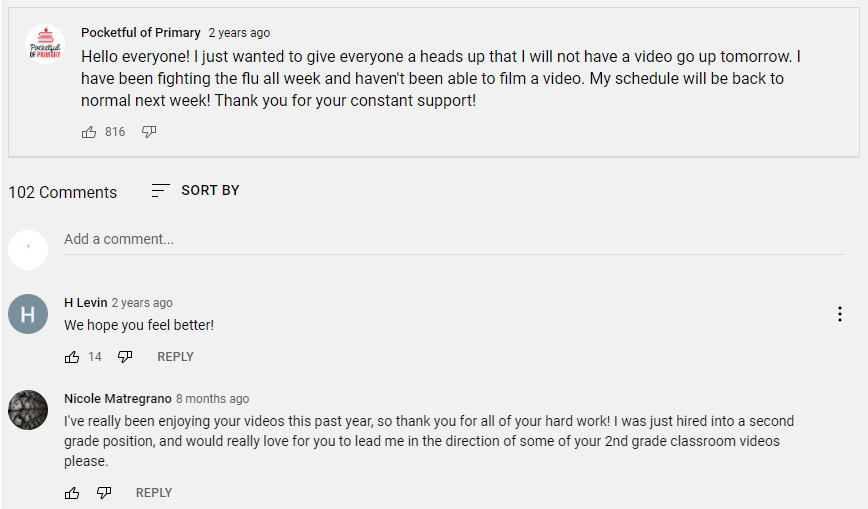 Pocketful of Primary 2 years ago
Pocketful
OF PRIMARY
Hello everyone! I just wanted to give everyone a heads up that I will not have a video go up tomorrow. I
have been fighting the flu all week and haven't been able to film a video. My schedule will be back to
normal next week! Thank you for your constant support!
816
102 Comments SORT BY
Add a comment...
H
H Levin 2 years ago
We hope you feel better!
14 REPLY
Nicole Matregrano 8 months ago
I've really been enjoying your videos this past year, so thank you for all of your hard work! I was just hired into a second
grade position, and would really love for you to lead me in the direction of some of your 2nd grade classroom videos
please.
REPLY